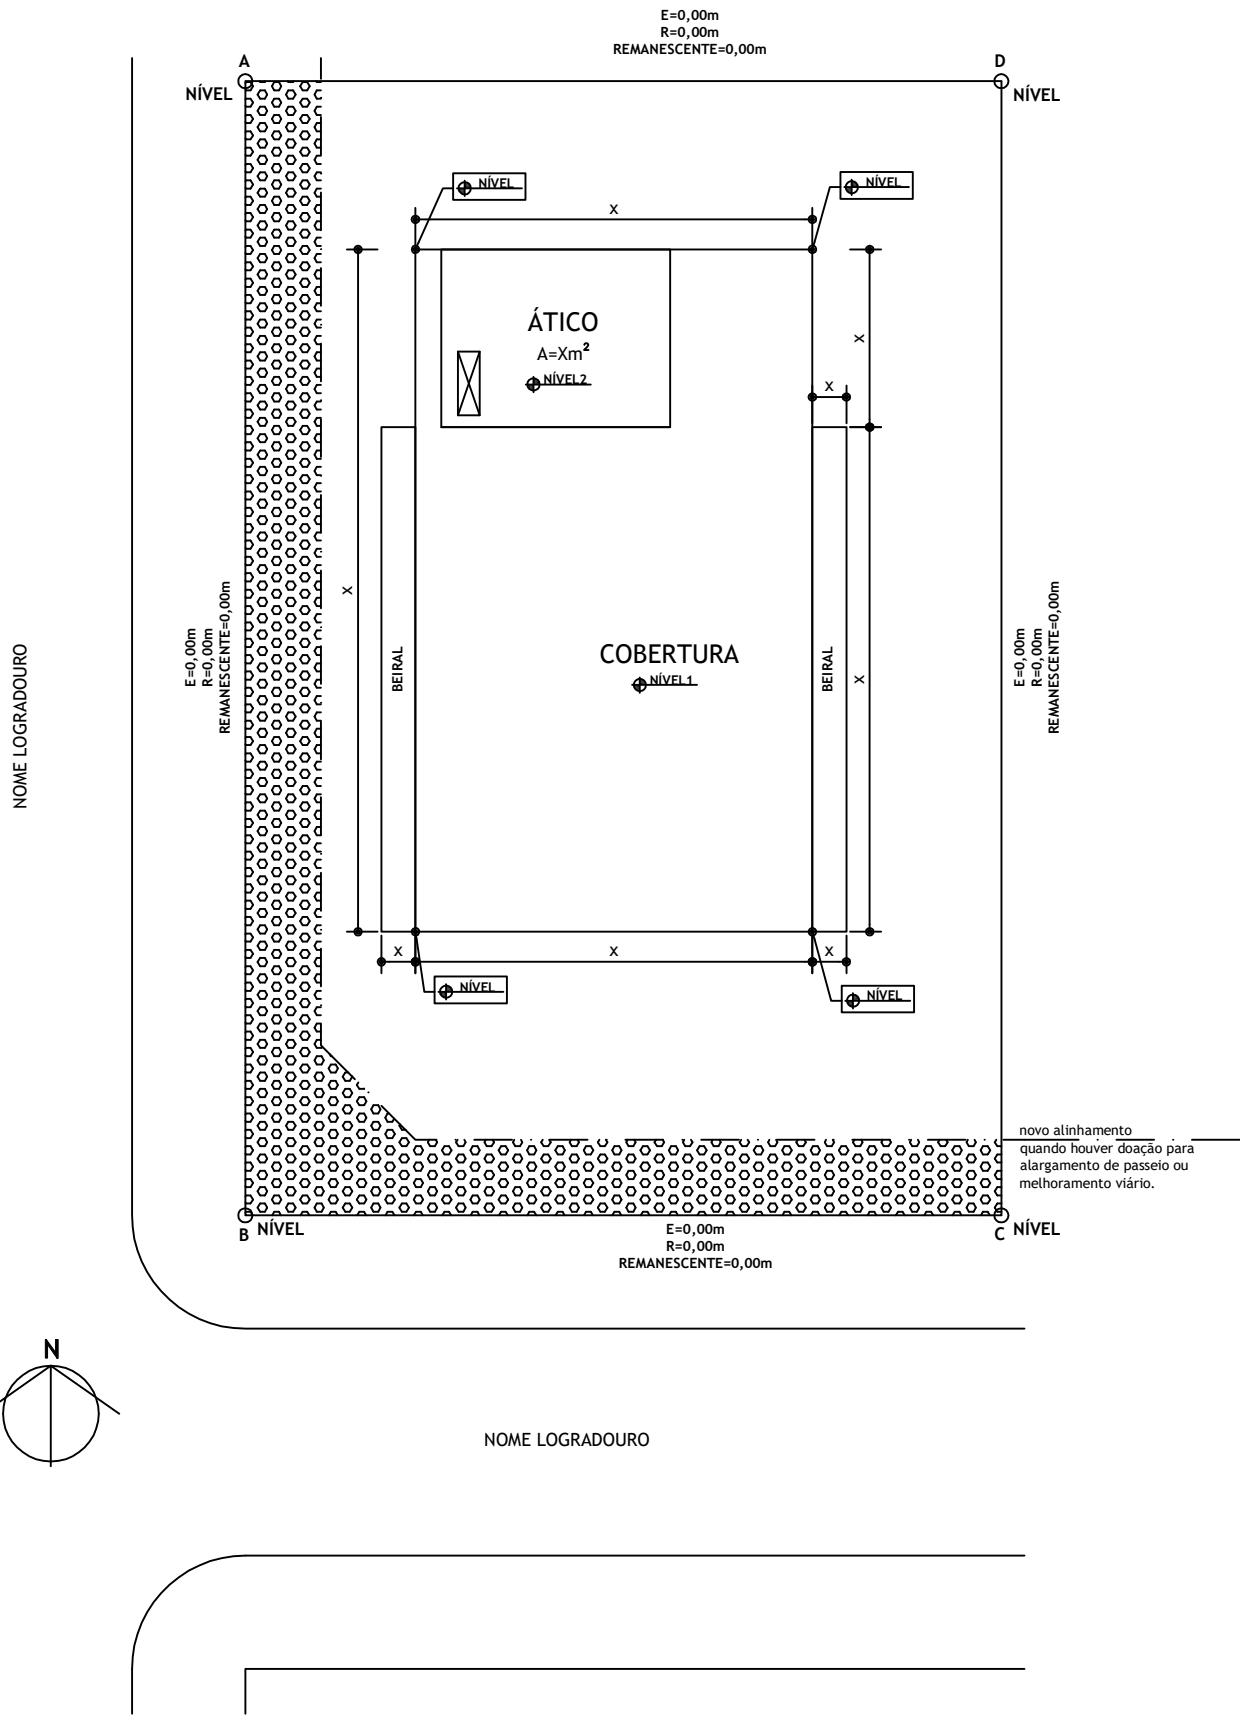 E=0,00m
R=0,00m
REMANESCENTE=0,00m
A
D
NÍVEL
NÍVEL
NÍVEL
NÍVEL
X
ÁTICO
A=Xm²
NÍVEL2
X
X
X
BEIRAL
COBERTURA
NÍVEL1
BEIRAL
X
NOME LOGRADOURO
E=0,00m
R=0,00m
REMANESCENTE=0,00m
E=0,00m
R=0,00m
REMANESCENTE=0,00m
X
X
X
NÍVEL
NÍVEL
novo alinhamento
quando houver doação para
alargamento de passeio ou
melhoramento viário.
B
NÍVEL
C
NÍVEL
E=0,00m
R=0,00m
REMANESCENTE=0,00m
N
NOME LOGRADOURO